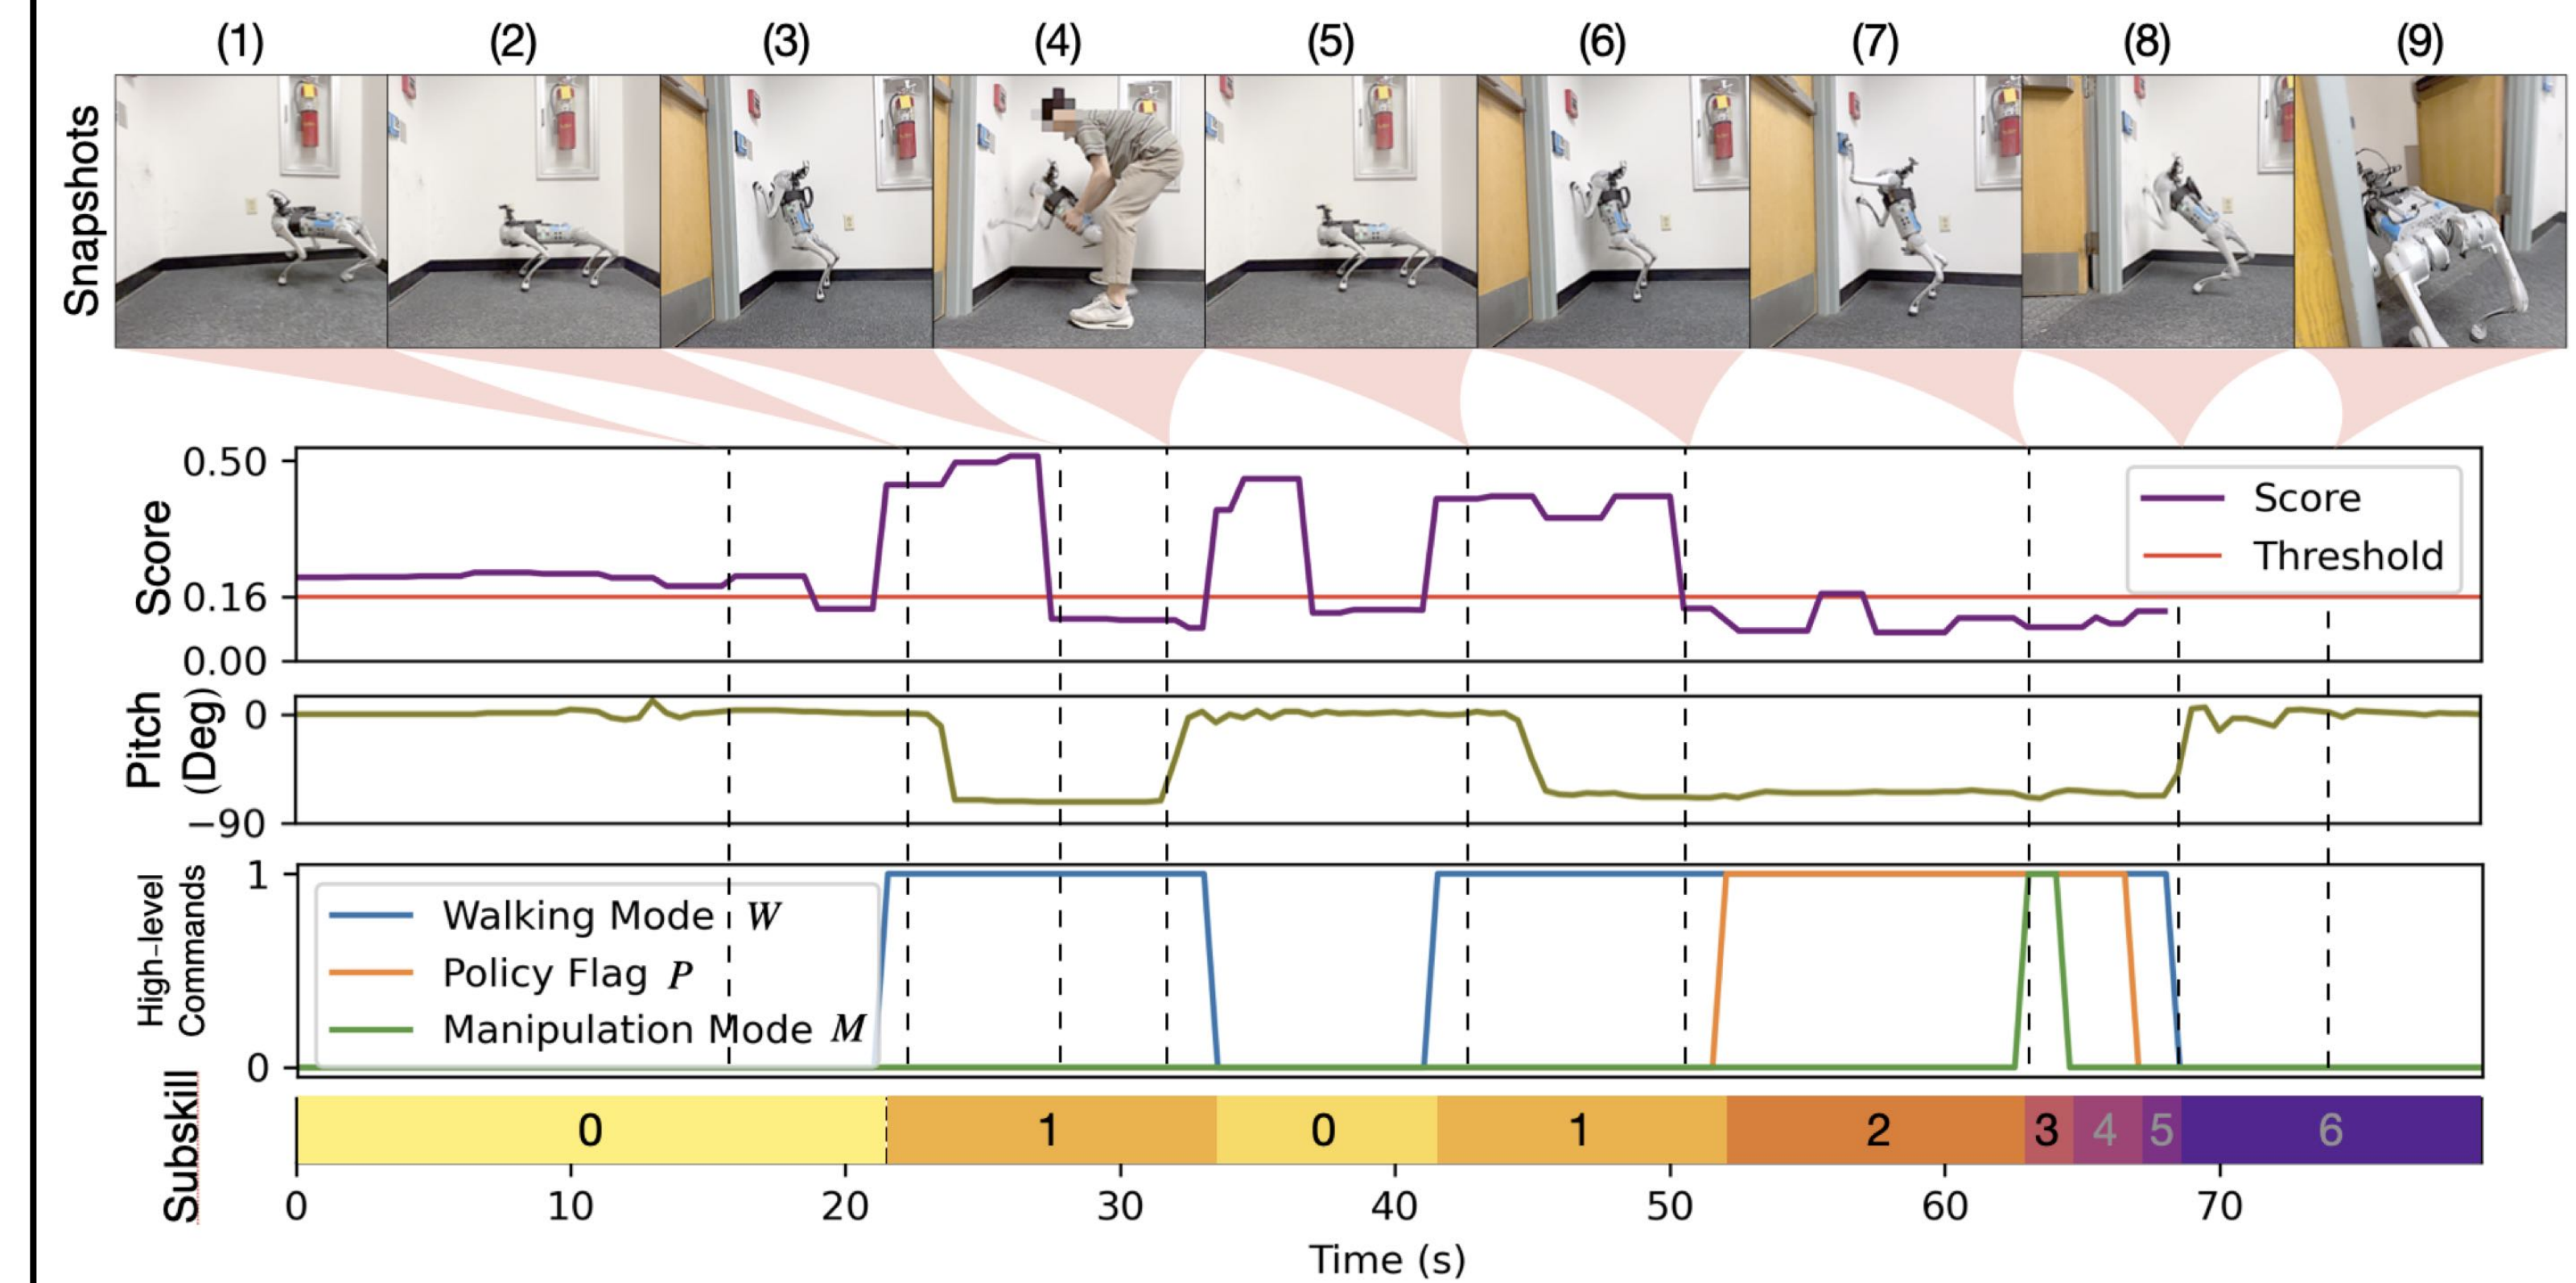 (1) (2) (3) (4) (5) (6) (7) (8) (9)
Snapshots
Score
0.50
0.16
0.00
Score
Threshold
Pitch
(Deg)
0
−90
High-level
Commands
1
0
Walking Mode W
Policy Flag P
Manipulation Mode M
Subskill
0 1 0 1 2 3 4 5 6
0 10 20 30 40 50 60 70
Time (s)